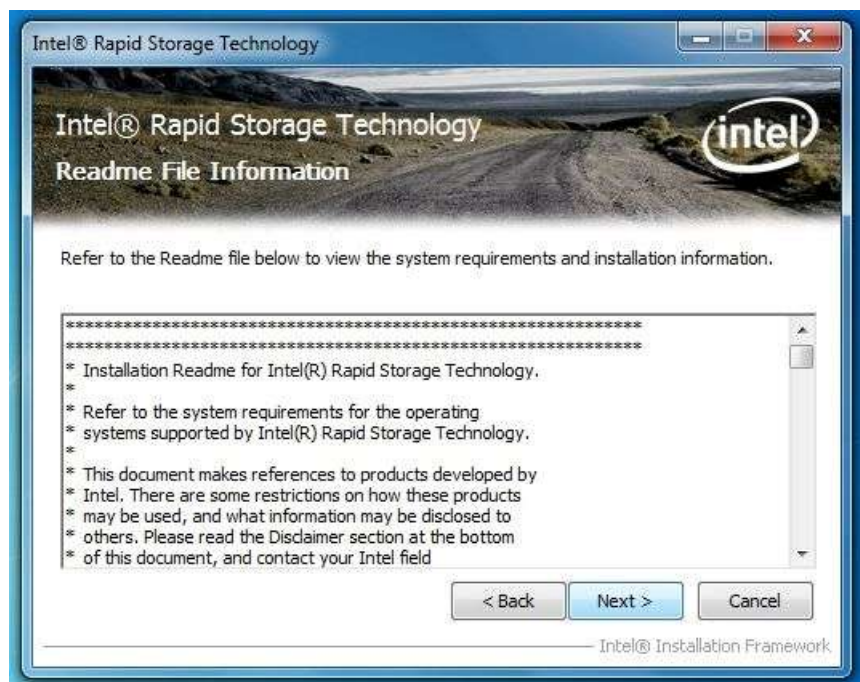 Intel® Rapid Storage Technology
Intel® Rapid Storage Technology
Readme File Information
intel
Refer to the Readme file below to view the system requirements and installation information.
************************************************************
************************************************************
* Installation Readme for Intel(R) Rapid Storage Technology.
*
* Refer to the system requirements for the operating
* systems supported by Intel(R) Rapid Storage Technology.
*
* This document makes references to products developed by
* Intel. There are some restrictions on how these products
* may be used, and what information may be disclosed to
* others. Please read the Disclaimer section at the bottom
* of this document, and contact your Intel field
< Back
Next >
Cancel
Intel® Installation Framework